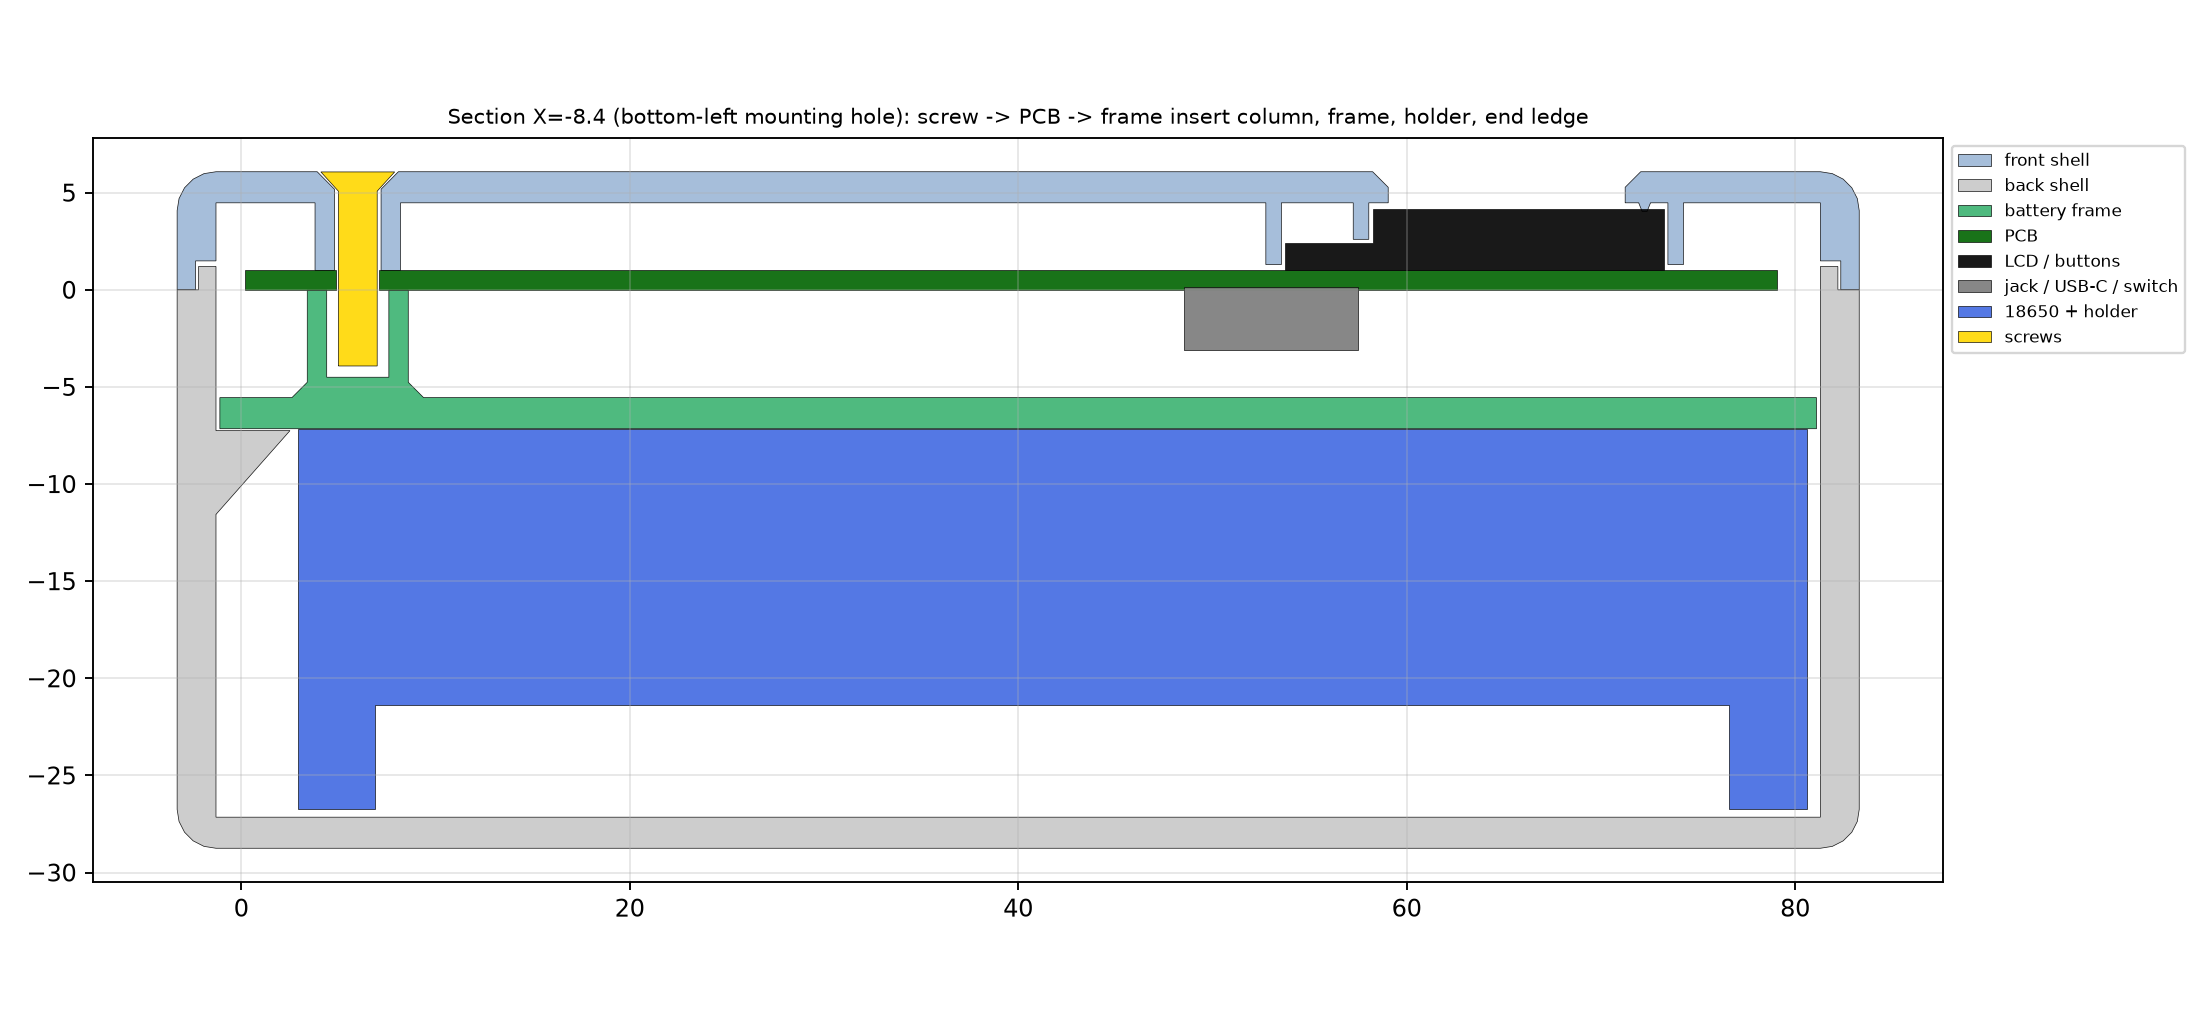 Section X=-8.4 (bottom-left mounting hole): screw -> PCB -> frame insert column, frame, holder, end ledge
front shell
back shell
battery frame
PCB
LCD / buttons
jack / USB-C / switch
18650 + holder
screws
5
0
−5
−10
−15
−20
−25
−30
0
20
40
60
80